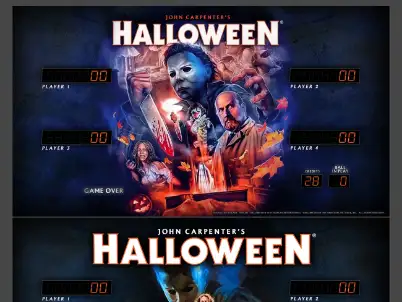 JOHN CARPENTER'S
HALLOWEEN®
00 00
PLAYER 1 PLAYER 2
00 00
PLAYER 3 PLAYER 4
CREDITS BALL IN PLAY
28 0
GAME OVER
JOHN CARPENTER'S
HALLOWEEN®
00 00
PLAYER 1 PLAYER 2